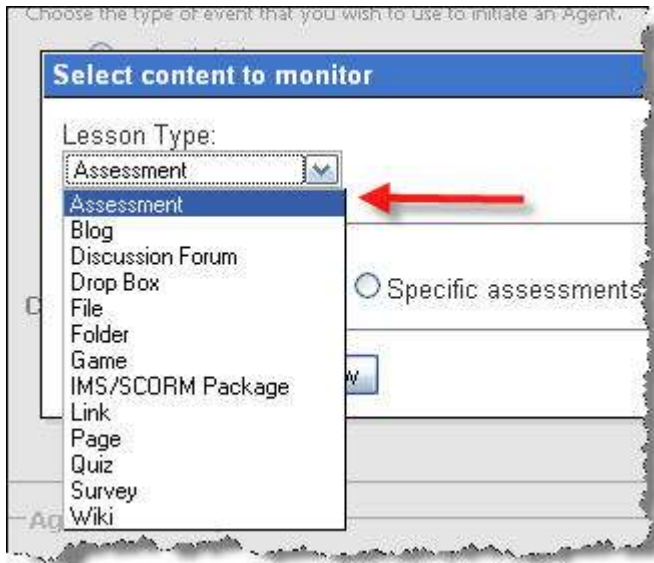 Choose the type of event that you wish to use to initiate an Agent.
Select content to monitor
Lesson Type:
Assessment
Assessment
Blog
Discussion Forum
Drop Box
File
Specific assessments
Folder
Game
IMS/SCORM Package
Link
Page
Quiz
Survey
Wiki